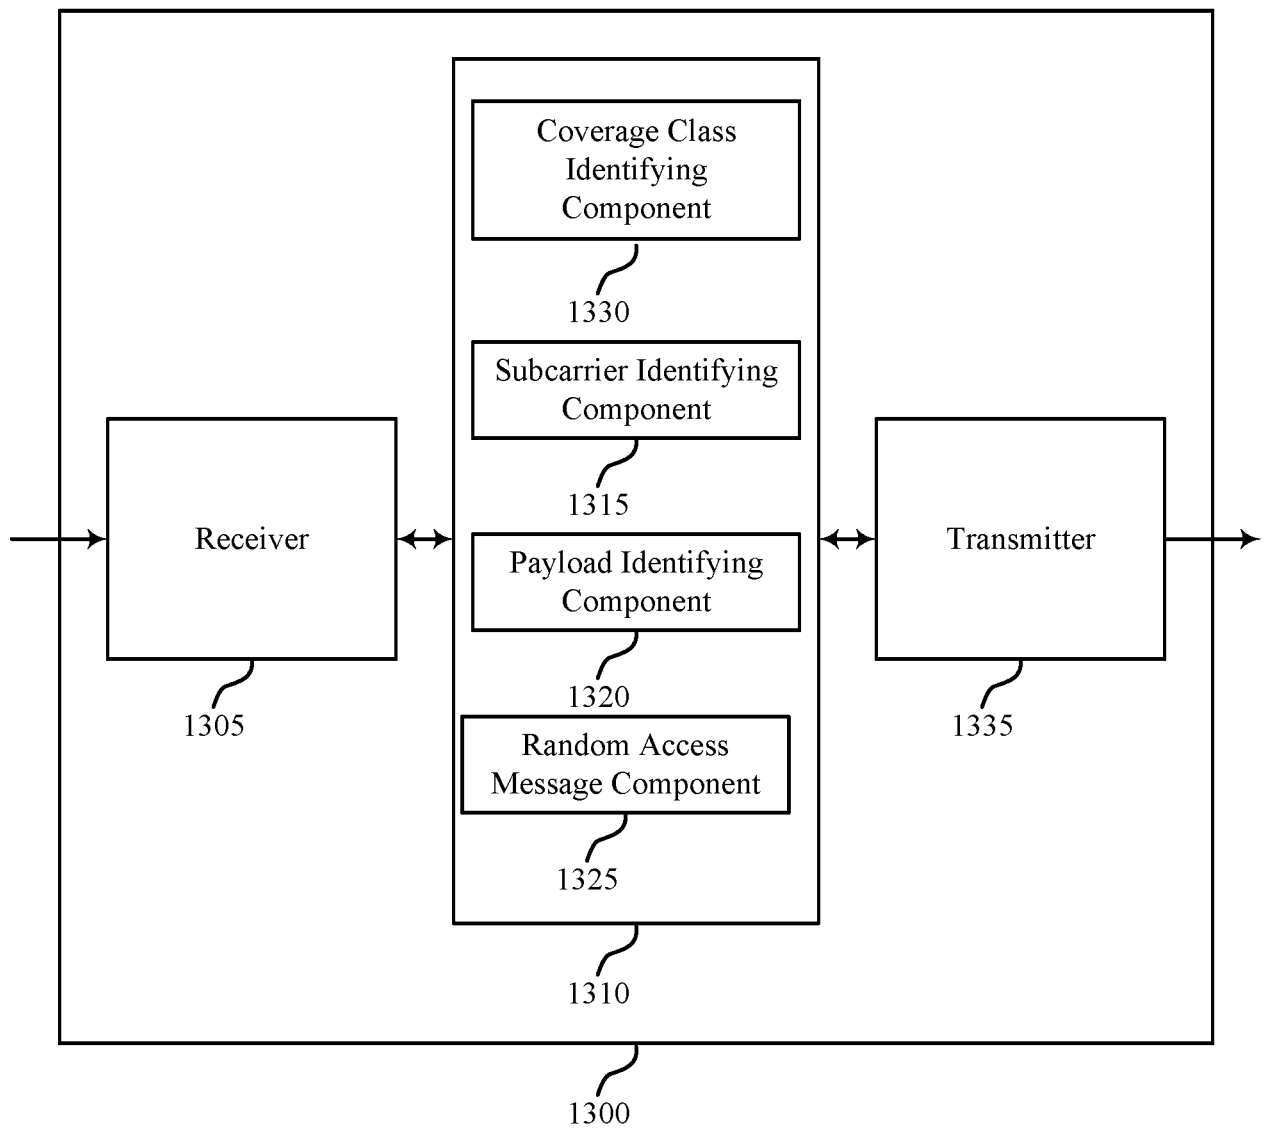 Coverage Class
Identifying
Component
1330
Subcarrier Identifying
Component
1315
Receiver
1305
Payload Identifying
Component
1320
Transmitter
1335
Random Access
Message Component
1325
1310
1300